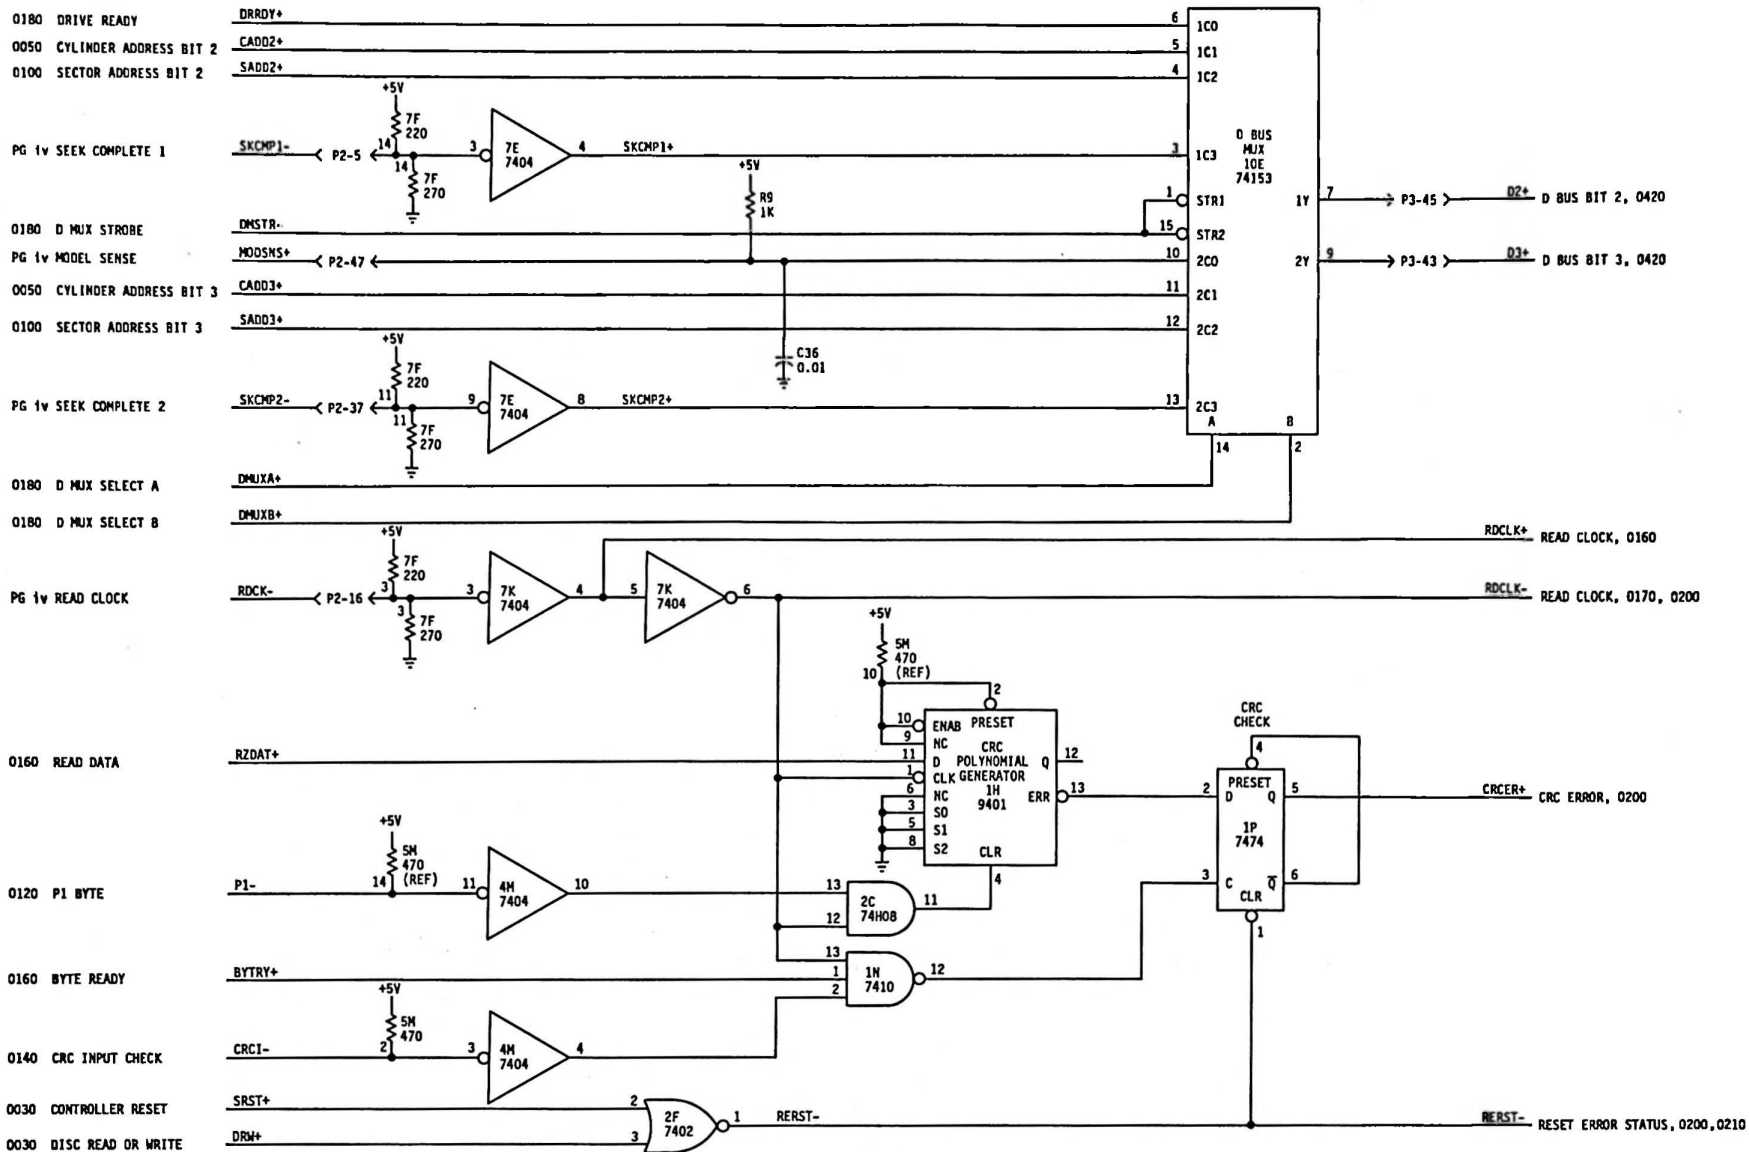 0180 DRIVE READY DRRDY+ 6 1C0
0050 CYLINDER ADDRESS BIT 2 CADD2+ 5 1C1
0100 SECTOR ADDRESS BIT 2 SADD2+ 4 1C2
+5V
7F
220
14
PG iv SEEK COMPLETE 1 SKCMP1- P2-5 3 7E 4 SKCMP1+ 3 1C3
7404
14
7F
270
D BUS
MUX
10E
74153
+5V
R9
1K
1 STR1
1Y 7 P3-45 D2+ D BUS BIT 2, 0420
0180 D MUX STROBE DMSTR- 15 STR2
PG iv MODEL SENSE MODSNS+ P2-47 10 2C0
2Y 9 P3-43 D3+ D BUS BIT 3, 0420
0050 CYLINDER ADDRESS BIT 3 CADD3+ 11 2C1
0100 SECTOR ADDRESS BIT 3 SADD3+ 12 2C2
C36
0.01
+5V
7F
220
11
PG iv SEEK COMPLETE 2 SKCMP2- P2-37 9 7E 8 SKCMP2+ 13 2C3
7404
11
7F
270
A B
14 2
0180 D MUX SELECT A DMUXA+
0180 D MUX SELECT B DMUXB+
RDCLK+ READ CLOCK, 0160
+5V
7F
220
3
PG iv READ CLOCK RDCK- P2-16 3 7K 4 5 7K 6 RDCLK- READ CLOCK, 0170, 0200
7404 7404
3
7F
270
+5V
5M
470
(REF)
10
2
10 ENAB PRESET
9 NC
CRC
0160 READ DATA RZDAT+ 11 D POLYNOMIAL Q 12
1 CLK GENERATOR
6 NC 1H ERR 13
3 S0 9401
5 S1
8 S2
CLR
4
CRC
CHECK
4
PRESET
2 D Q 5 CRCER+ CRC ERROR, 0200
1P
7474
3 C Q̅ 6
CLR
1
+5V
5M
470
(REF)
14
0120 P1 BYTE P1- 11 4M 10 13 2C 11
7404 12 74H08
13
0160 BYTE READY BYTRY+ 1 1N 12
2 7410
+5V
5M
470
2
0140 CRC INPUT CHECK CRCI- 3 4M 4
7404
0030 CONTROLLER RESET SRST+ 2
2F 1 RERST- RERST- RESET ERROR STATUS, 0200,0210
7402
0030 DISC READ OR WRITE DRW+ 3